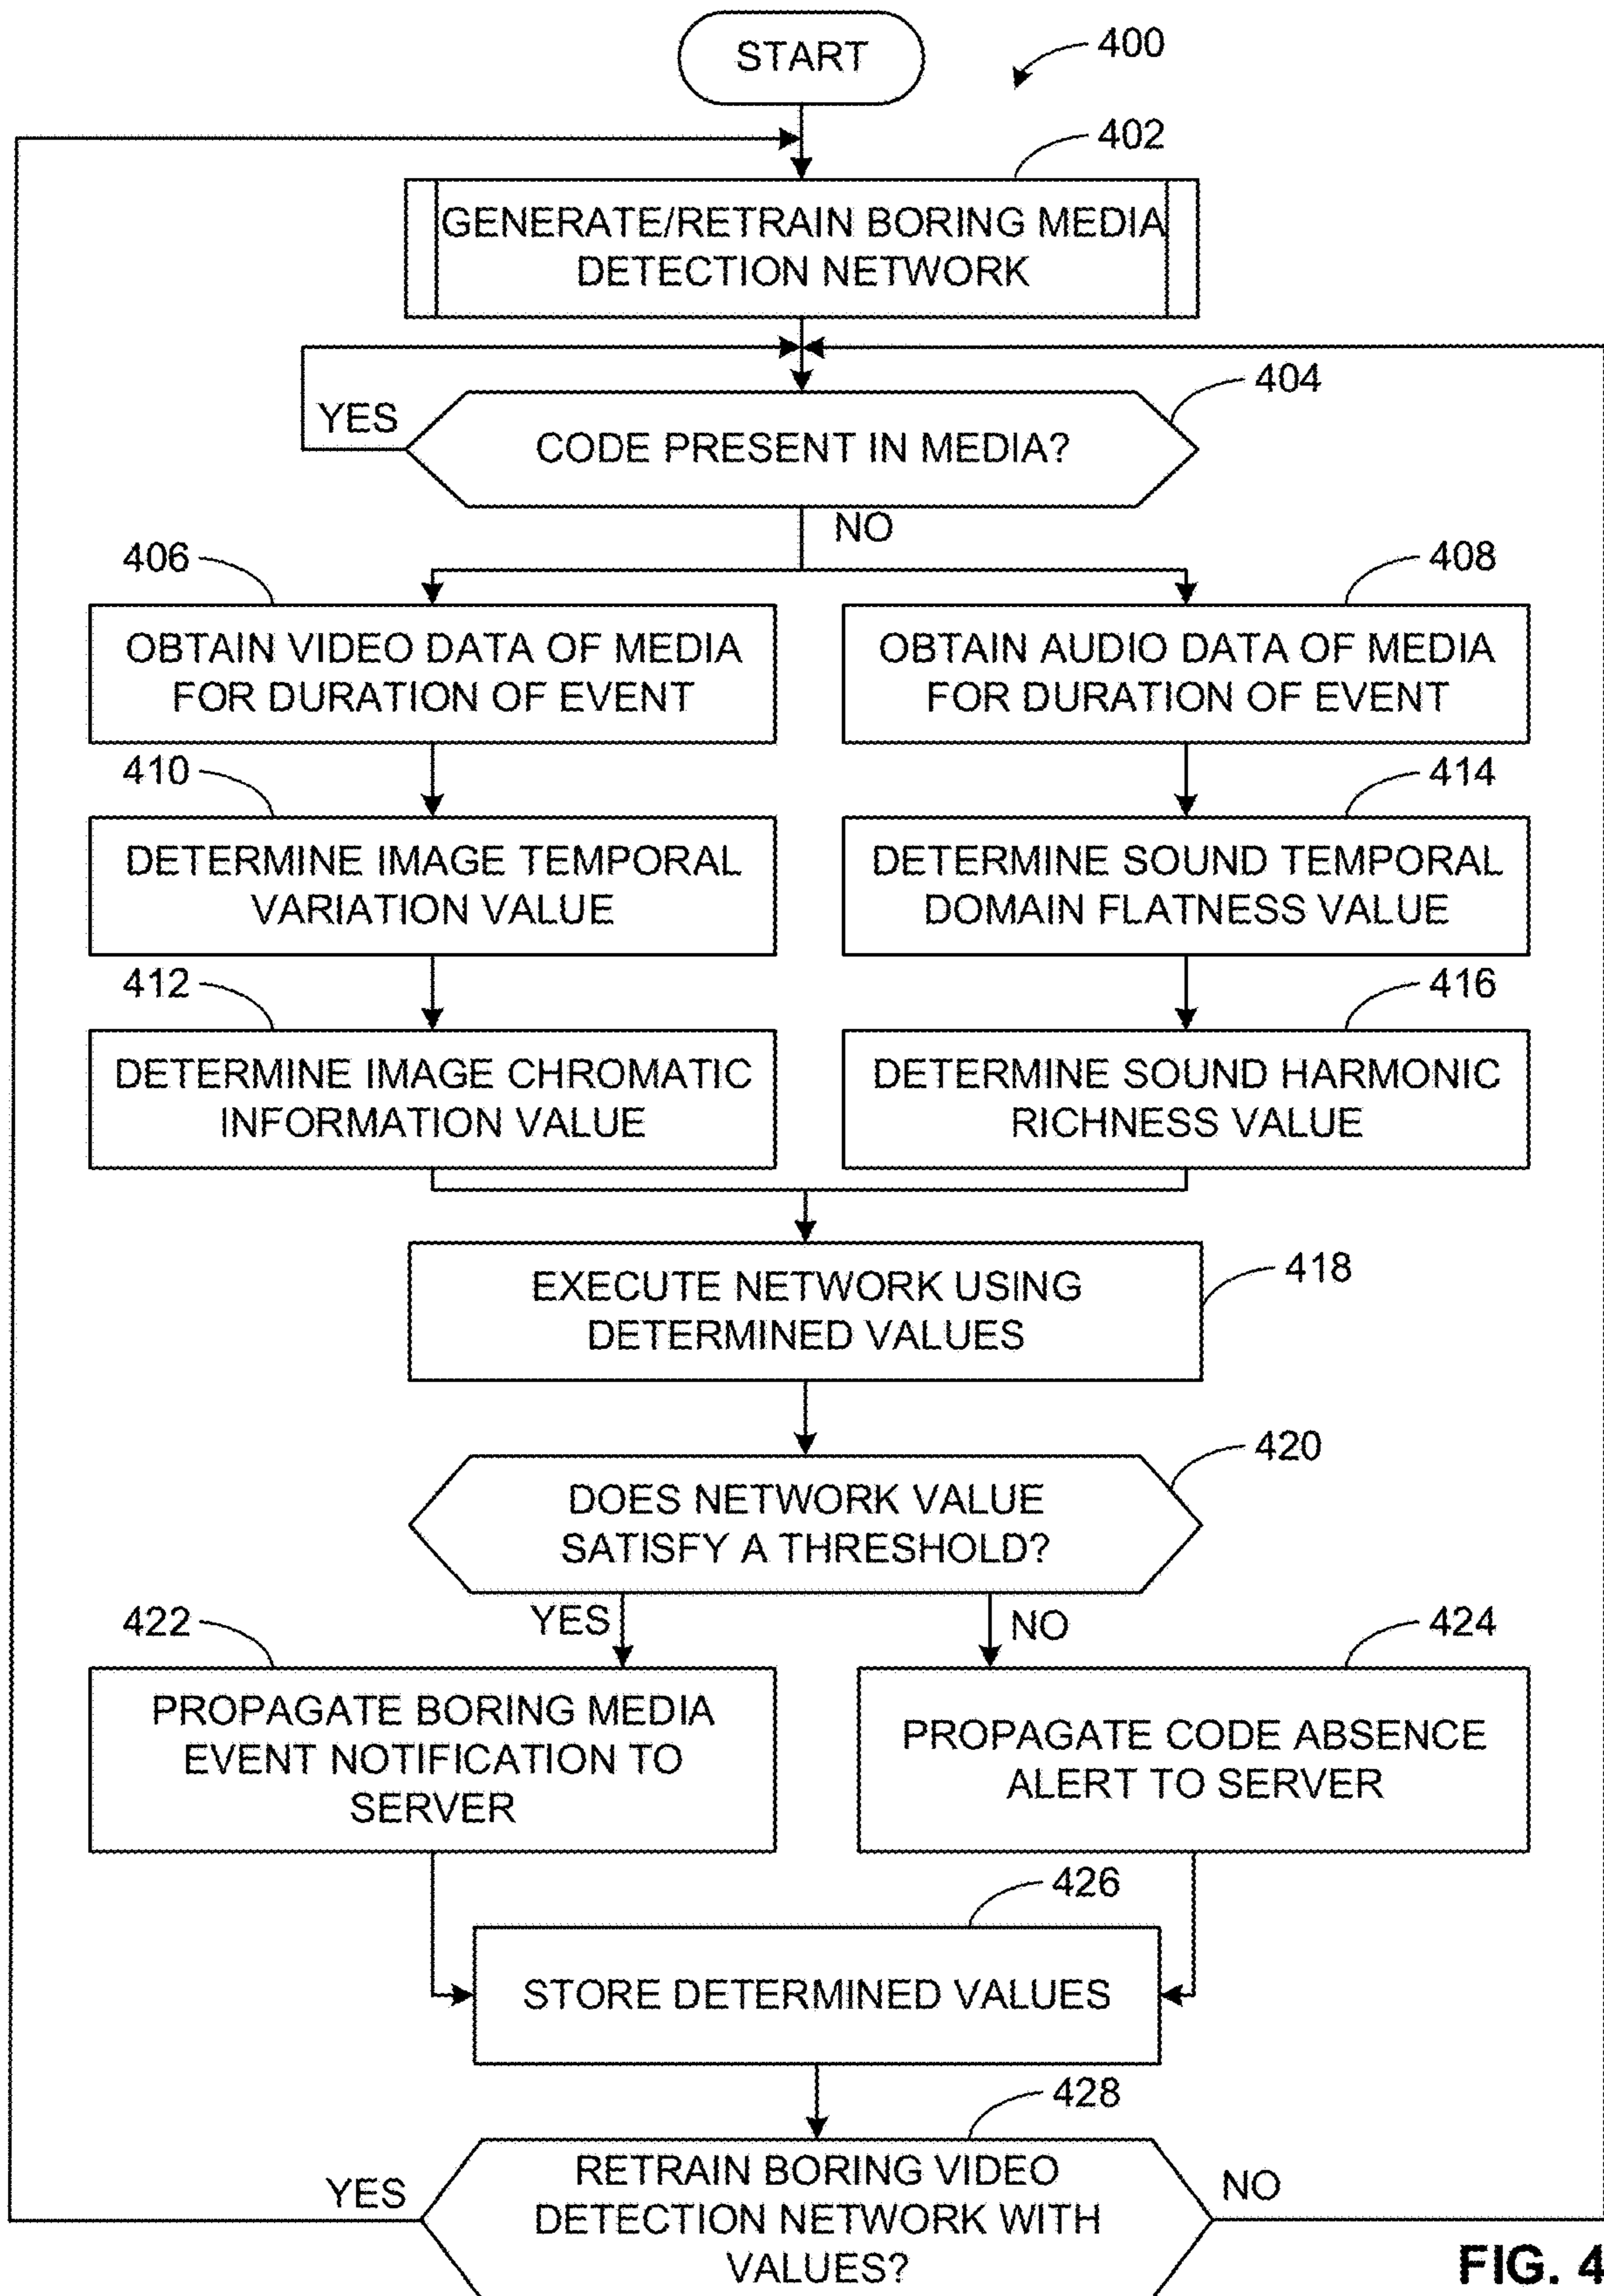 START
400
402
GENERATE/RETRAIN BORING MEDIA
DETECTION NETWORK
404
YES
CODE PRESENT IN MEDIA?
NO
406
408
OBTAIN VIDEO DATA OF MEDIA
FOR DURATION OF EVENT
OBTAIN AUDIO DATA OF MEDIA
FOR DURATION OF EVENT
410
414
DETERMINE IMAGE TEMPORAL
VARIATION VALUE
DETERMINE SOUND TEMPORAL
DOMAIN FLATNESS VALUE
412
416
DETERMINE IMAGE CHROMATIC
INFORMATION VALUE
DETERMINE SOUND HARMONIC
RICHNESS VALUE
EXECUTE NETWORK USING
DETERMINED VALUES
418
420
DOES NETWORK VALUE
SATISFY A THRESHOLD?
YES
NO
422
424
PROPAGATE BORING MEDIA
EVENT NOTIFICATION TO
SERVER
PROPAGATE CODE ABSENCE
ALERT TO SERVER
426
STORE DETERMINED VALUES
428
YES
RETRAIN BORING VIDEO
DETECTION NETWORK WITH
VALUES?
NO
FIG. 4